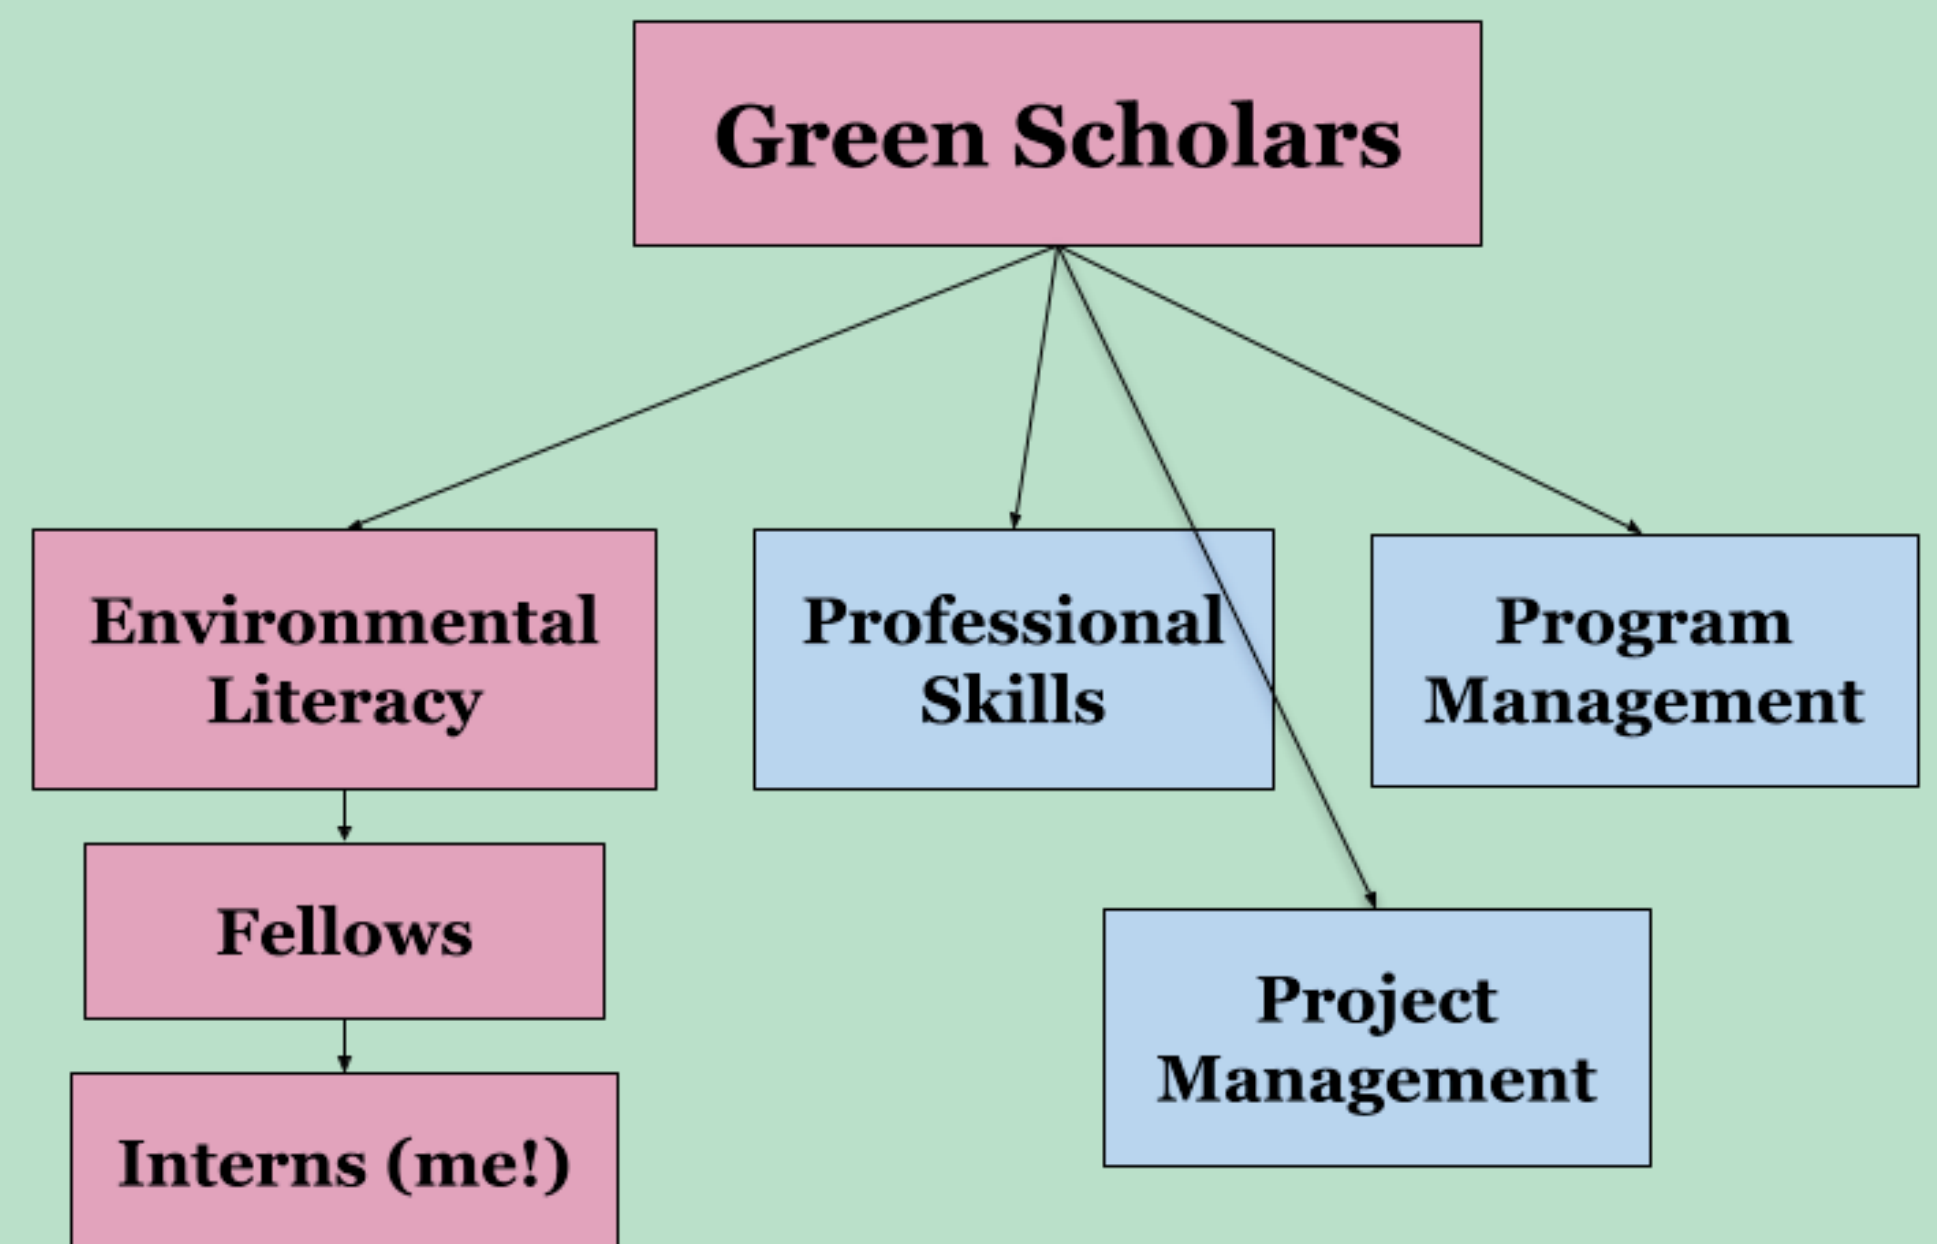 Green Scholars
Environmental
Literacy
Professional
Skills
Program
Management
Fellows
Project
Management
Interns (me!)